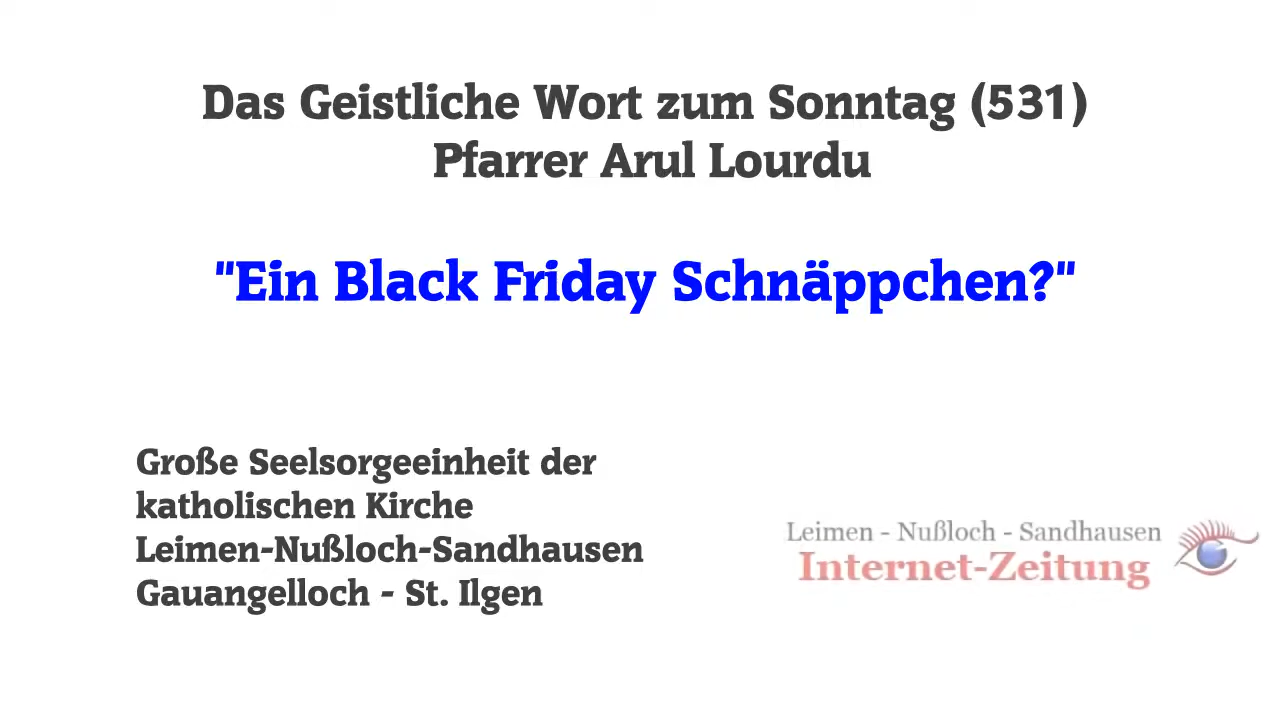 Das Geistliche Wort zum Sonntag (531)
Pfarrer Arul Lourdu
"Ein Black Friday Schnäppchen?"
Große Seelsorgeeinheit der
katholischen Kirche
Leimen-Nußloch-Sandhausen
Gauangelloch - St. Ilgen
Leimen - Nußloch - Sandhausen
Internet-Zeitung